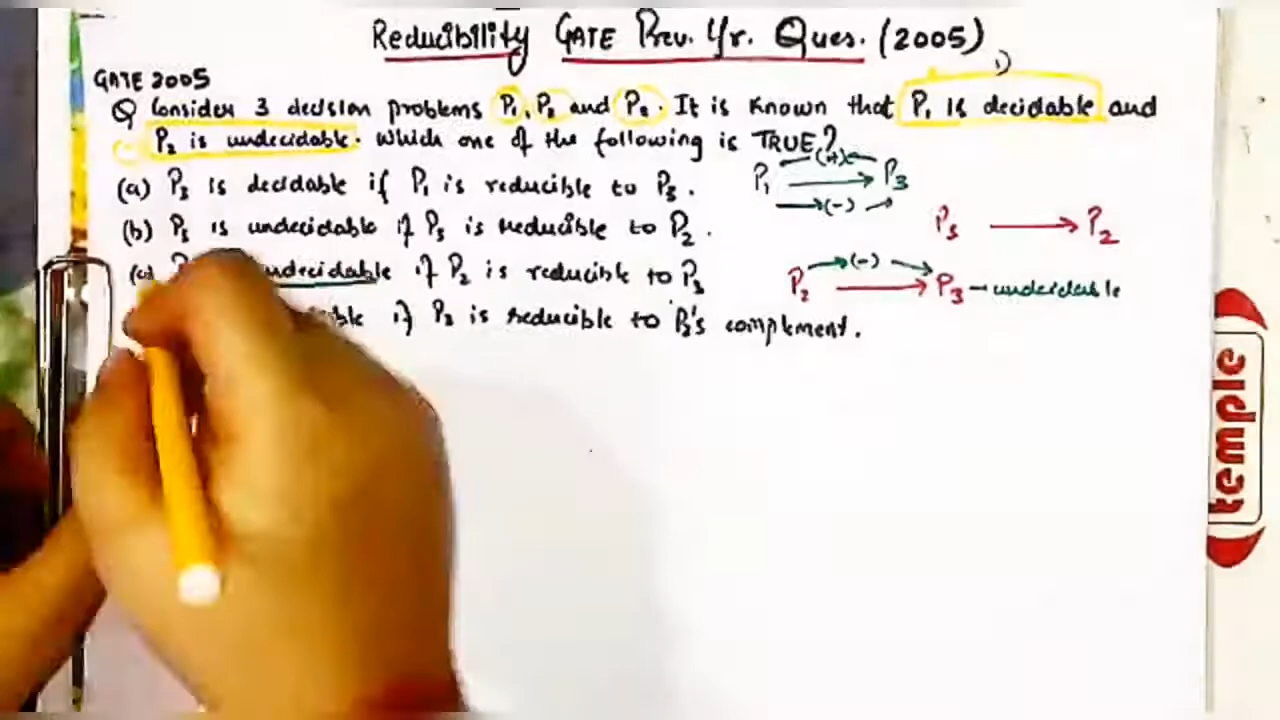 Reducibility GATE Prev. Yr. Ques. (2005)
1)
GATE 2005
Q Consider 3 decision problems P1, P2 and P3. It is known that P1 is decidable and
P2 is undecidable. Which one of the following is TRUE?
(a) P3 is decidable if P1 is reducible to P3.
(b) P3 is undecidable if P3 is reducible to P2.
undecidable if P2 is reducible to P3
if P3 is reducible to P2's complement.
(+)
P1 → P3
(-)
P3 → P2
(-)
P2 → P3 - undecidable
temple